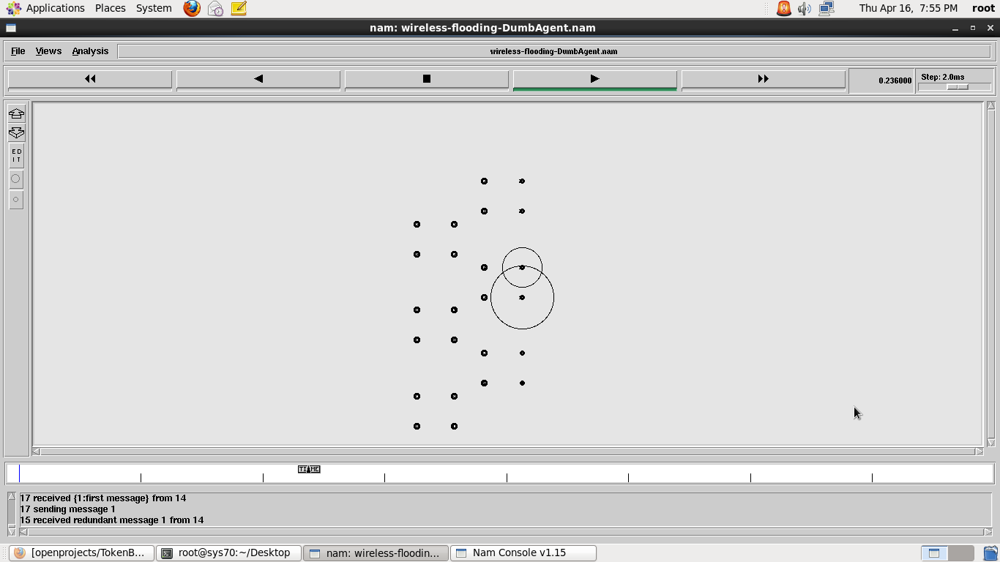 Applications Places System Thu Apr 16, 7:55 PM root
nam: wireless-flooding-DumbAgent.nam
File Views Analysis wireless-flooding-DumbAgent.nam
0.236000 Step: 2.0ms
ED
IT
TIME
17 received {1:first message} from 14
17 sending message 1
15 received redundant message 1 from 14
[openprojects/TokenB... root@sys70:~/Desktop nam: wireless-floodin... Nam Console v1.15